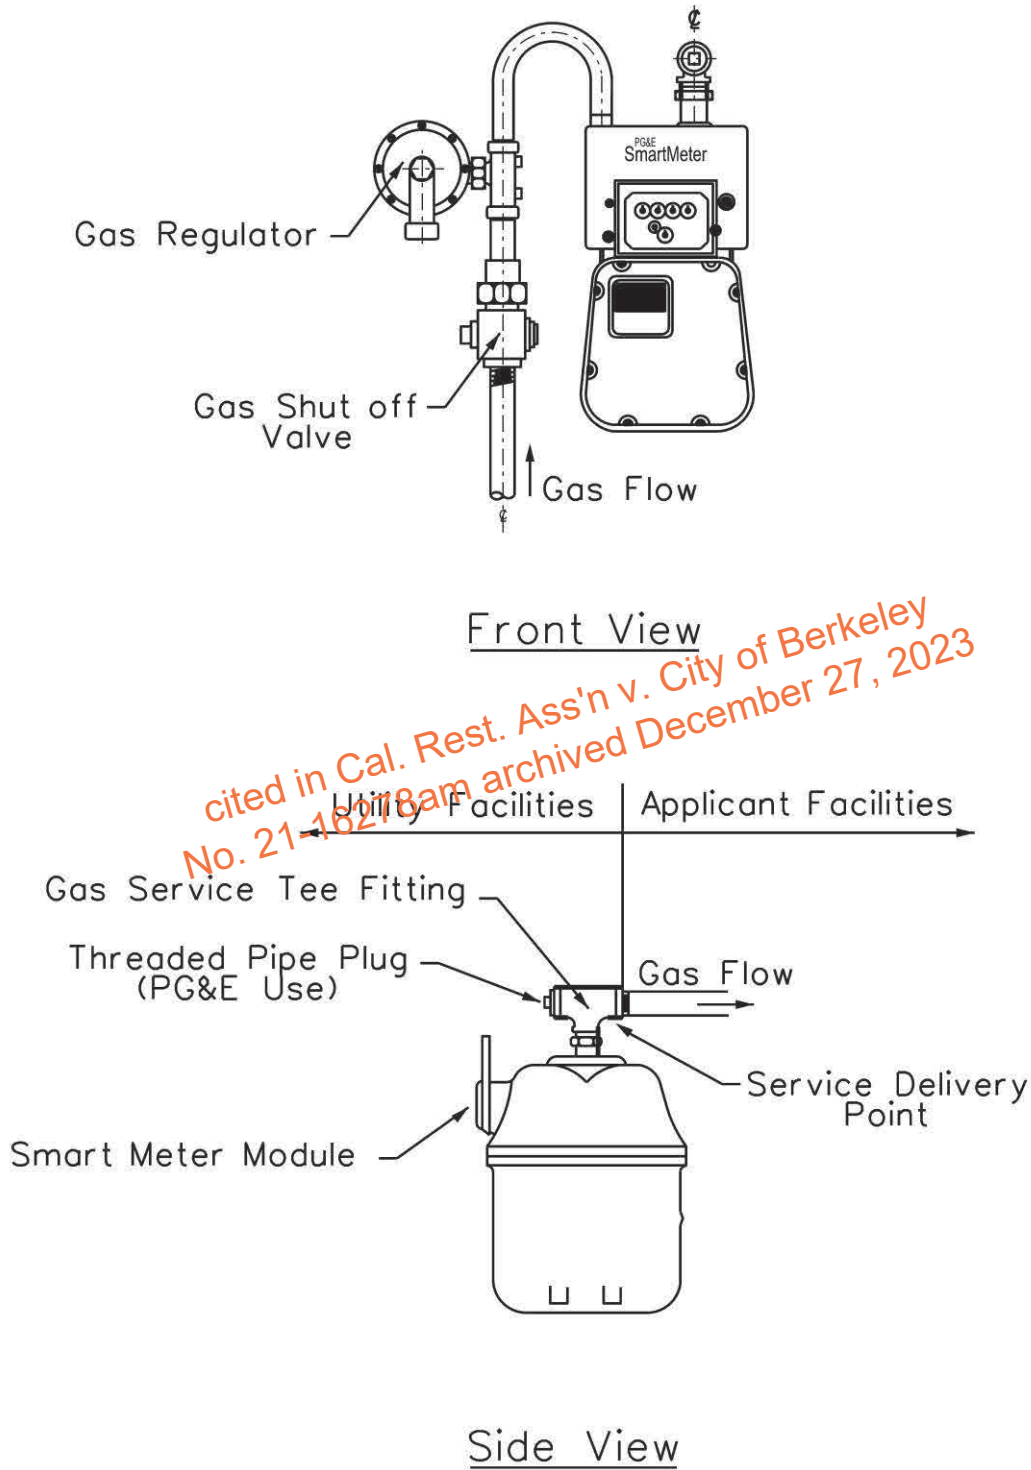 ℄
PG&E
SmartMeter
Gas Regulator
Gas Shut off
Valve
Gas Flow
℄
Front View
cited in Cal. Rest. Ass'n v. City of Berkeley
No. 21-16278am archived December 27, 2023
Utility Facilities
Applicant Facilities
Gas Service Tee Fitting
Threaded Pipe Plug
(PG&E Use)
Gas Flow
Service Delivery
Point
Smart Meter Module
Side View